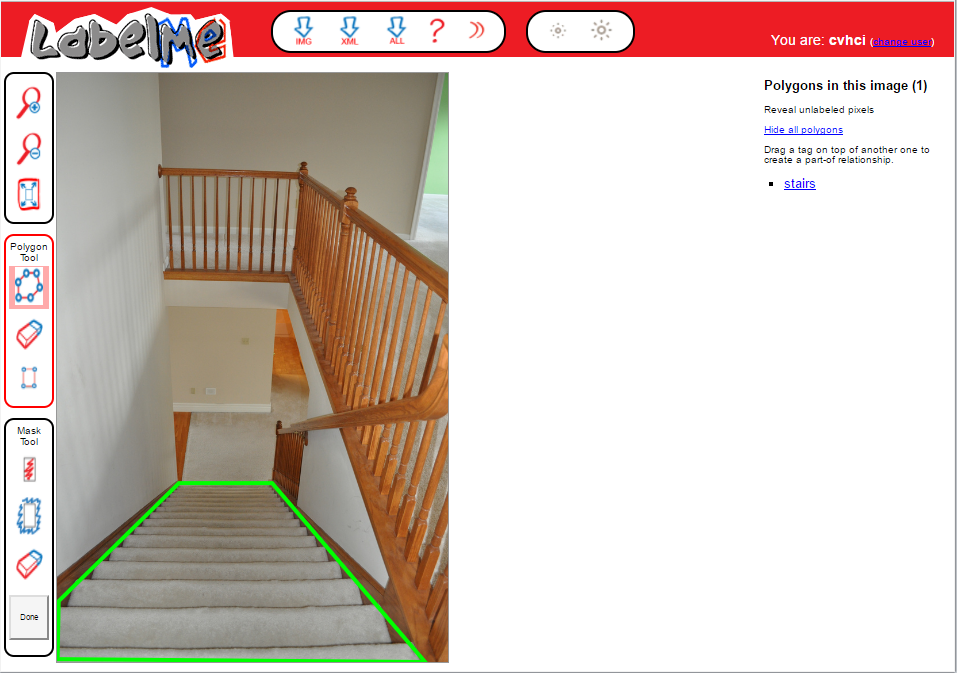 LabelMe
IMG
XML
ALL
?
You are: cvhci (change user)
Polygon
Tool
Mask
Tool
Done
Polygons in this image (1)
Reveal unlabeled pixels
Hide all polygons
Drag a tag on top of another one to
create a part-of relationship.
stairs